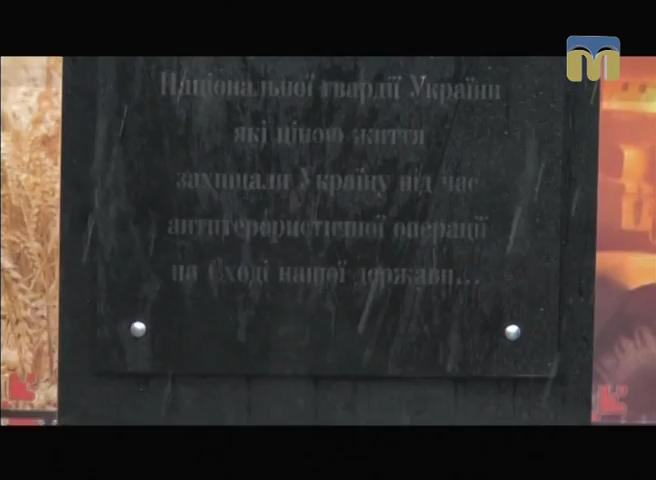 Національної гвардії України
які ціною життя
захищали Україну під час
антитерористичної операції
на Сході нашої держави...